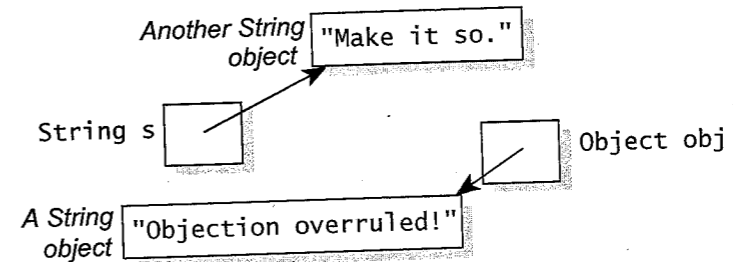 Another String
object
"Make it so."
String s
Object obj
A String
object
"Objection overruled!"